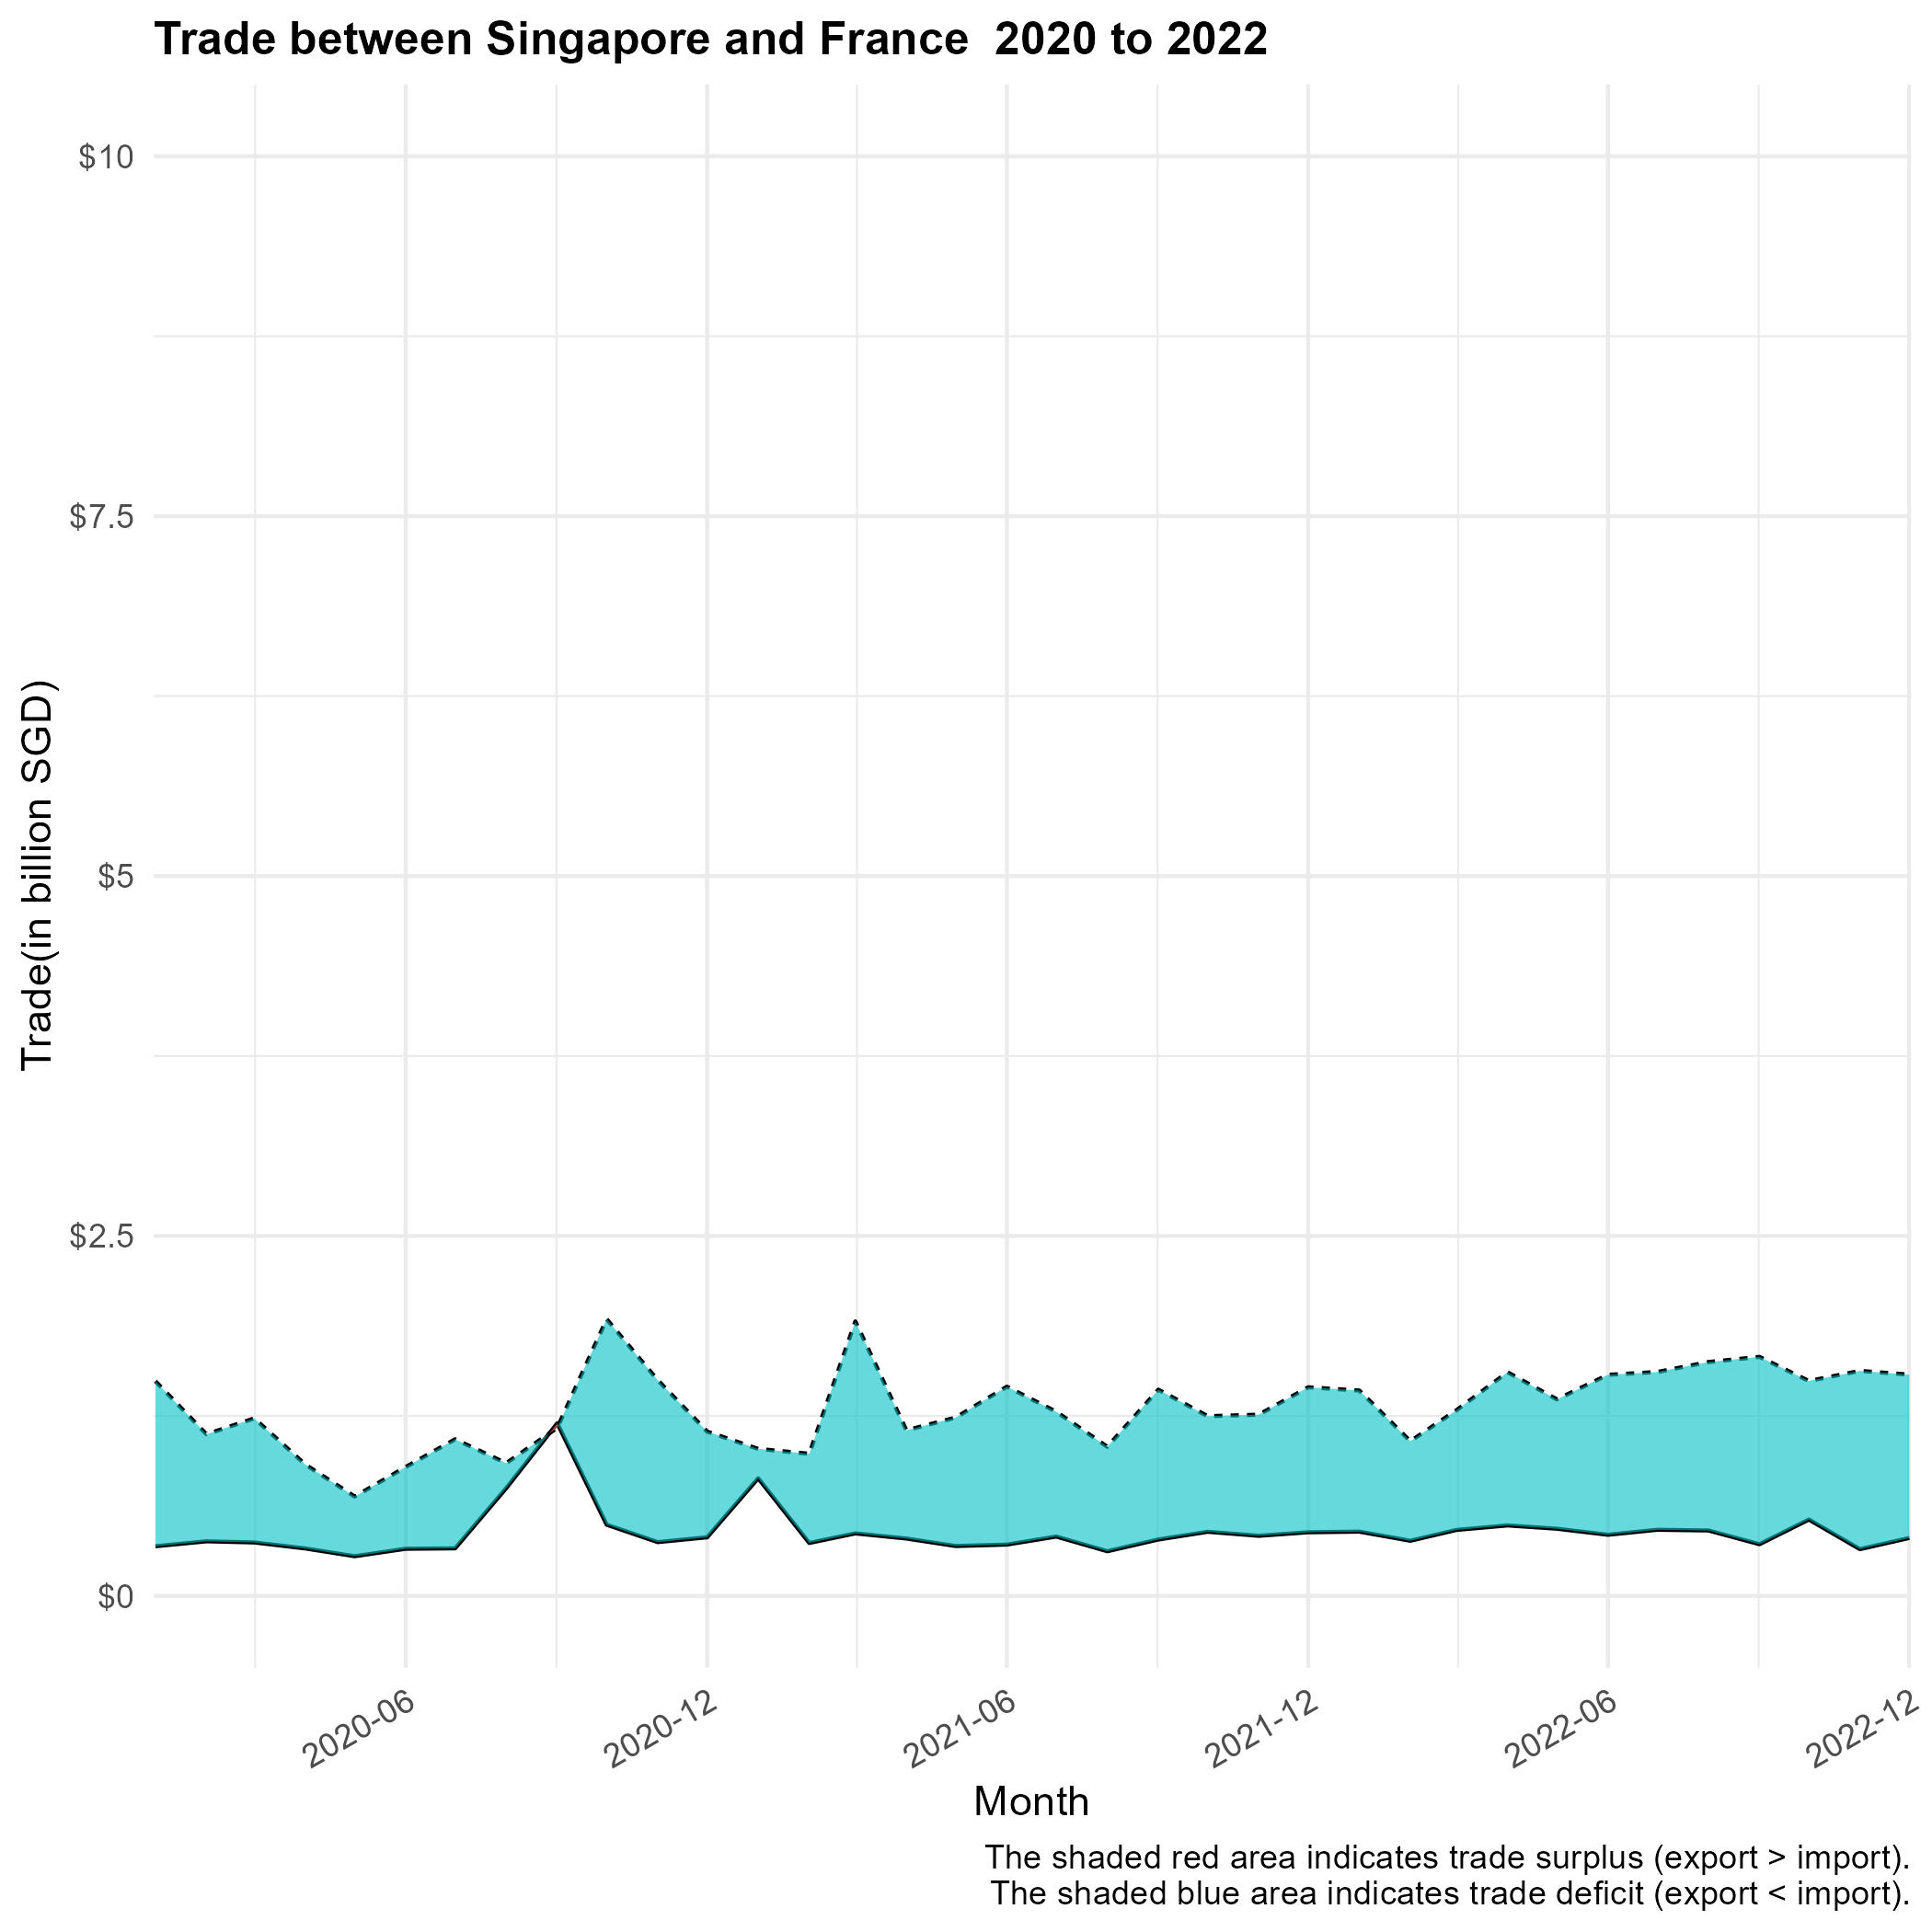 Trade between Singapore and France  2020 to 2022
$10
$7.5
$5
$2.5
$0
Trade(in billion SGD)
2020-06
2020-12
2021-06
2021-12
2022-06
2022-12
Month
The shaded red area indicates trade surplus (export > import).
The shaded blue area indicates trade deficit (export < import).